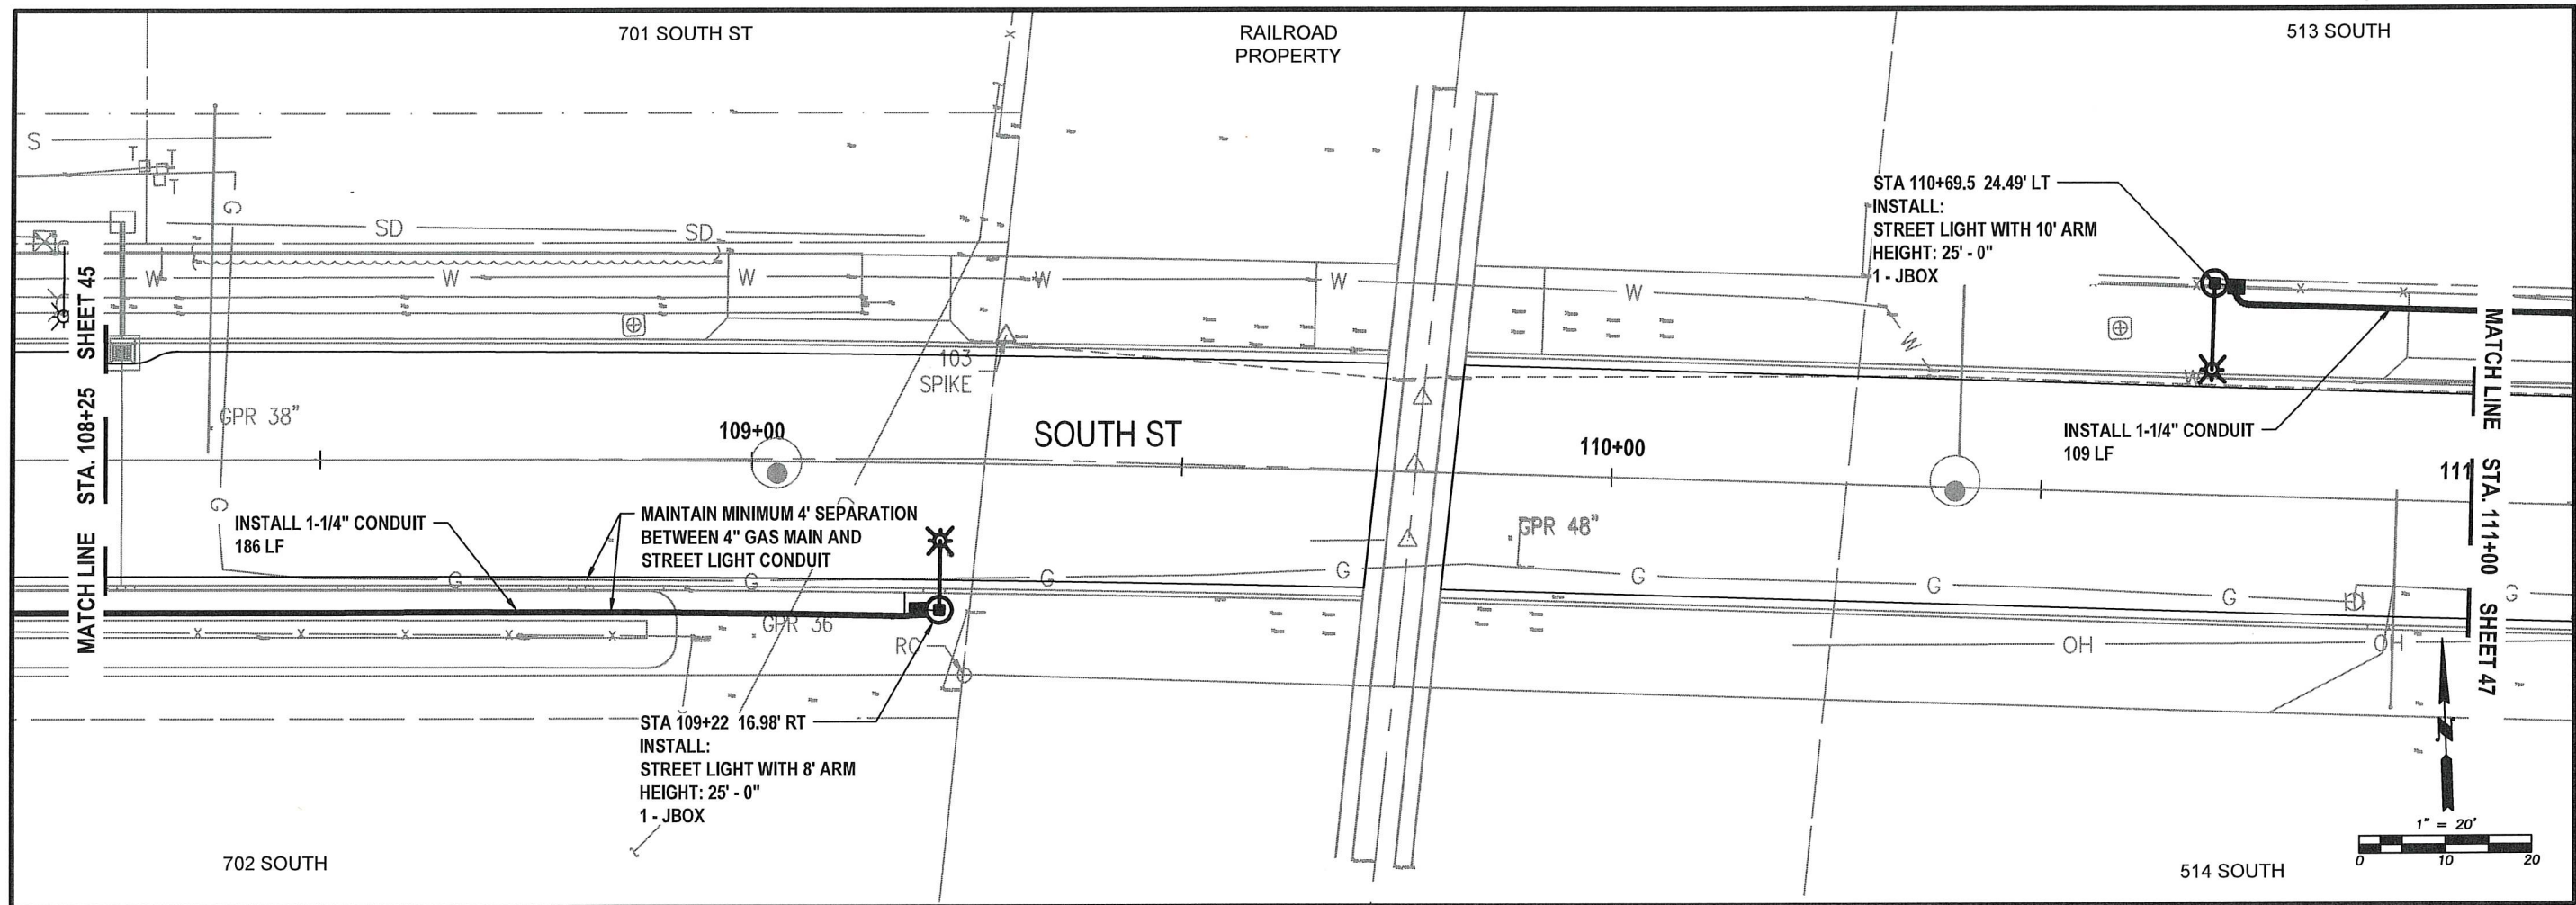 701 SOUTH ST
RAILROAD
PROPERTY
513 SOUTH
X
S
T T
T
G
SD SD
STA 110+69.5 24.49' LT
INSTALL:
STREET LIGHT WITH 10' ARM
HEIGHT: 25' - 0"
1 - JBOX
W W W W W W
X X X
W
W
103
SPIKE
MATCH LINE STA. 108+25 SHEET 45
MATCH LINE STA. 111+00 SHEET 47
GPR 38"
109+00
SOUTH ST
110+00
111
INSTALL 1-1/4" CONDUIT
109 LF
G
G
INSTALL 1-1/4" CONDUIT
186 LF
MAINTAIN MINIMUM 4' SEPARATION
BETWEEN 4" GAS MAIN AND
STREET LIGHT CONDUIT
GPR 48"
G G G G G G G G
X X X X X
GPR 36
RC
OH OH
STA 109+22 16.98' RT
INSTALL:
STREET LIGHT WITH 8' ARM
HEIGHT: 25' - 0"
1 - JBOX
N
1" = 20'
0 10 20
702 SOUTH
514 SOUTH